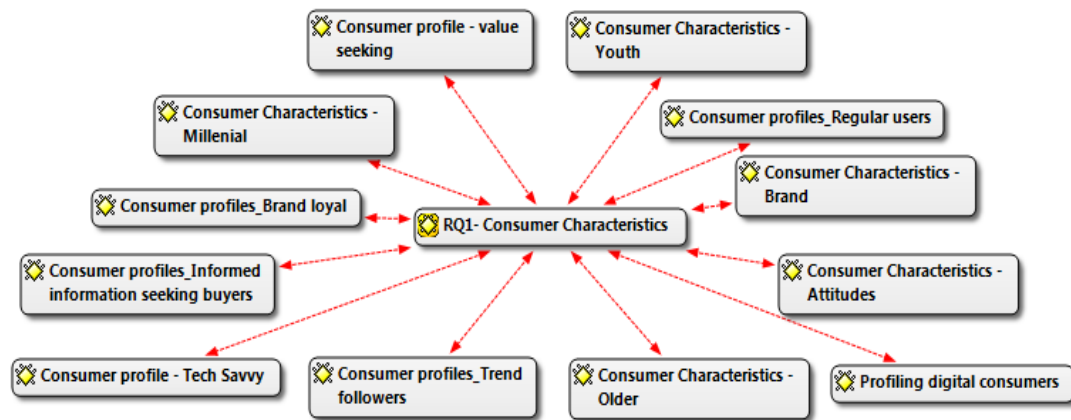 Consumer profile - value
seeking
Consumer Characteristics -
Youth
Consumer Characteristics -
Millenial
Consumer profiles_Regular users
Consumer Characteristics -
Brand
Consumer profiles_Brand loyal
RQ1- Consumer Characteristics
Consumer profiles_Informed
information seeking buyers
Consumer Characteristics -
Attitudes
Consumer profile - Tech Savvy
Consumer profiles_Trend
followers
Consumer Characteristics -
Older
Profiling digital consumers